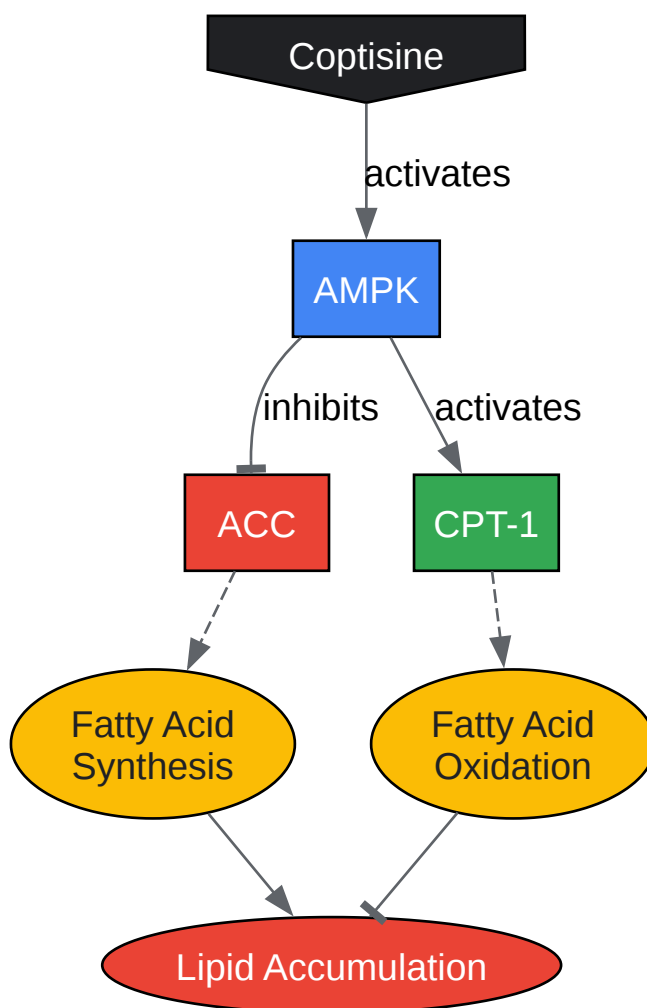 Coptisine
activates
AMPK
inhibits
activates
ACC
CPT-1
Fatty Acid
Synthesis
Fatty Acid
Oxidation
Lipid Accumulation